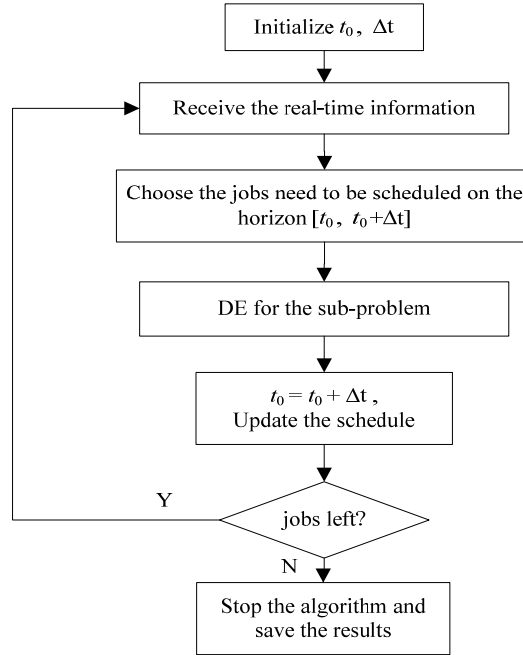 Initialize t₀, Δt
Receive the real-time information
Choose the jobs need to be scheduled on the
horizon [t₀, t₀+Δt]
DE for the sub-problem
t₀ = t₀ + Δt ,
Update the schedule
Y
jobs left?
N
Stop the algorithm and
save the results